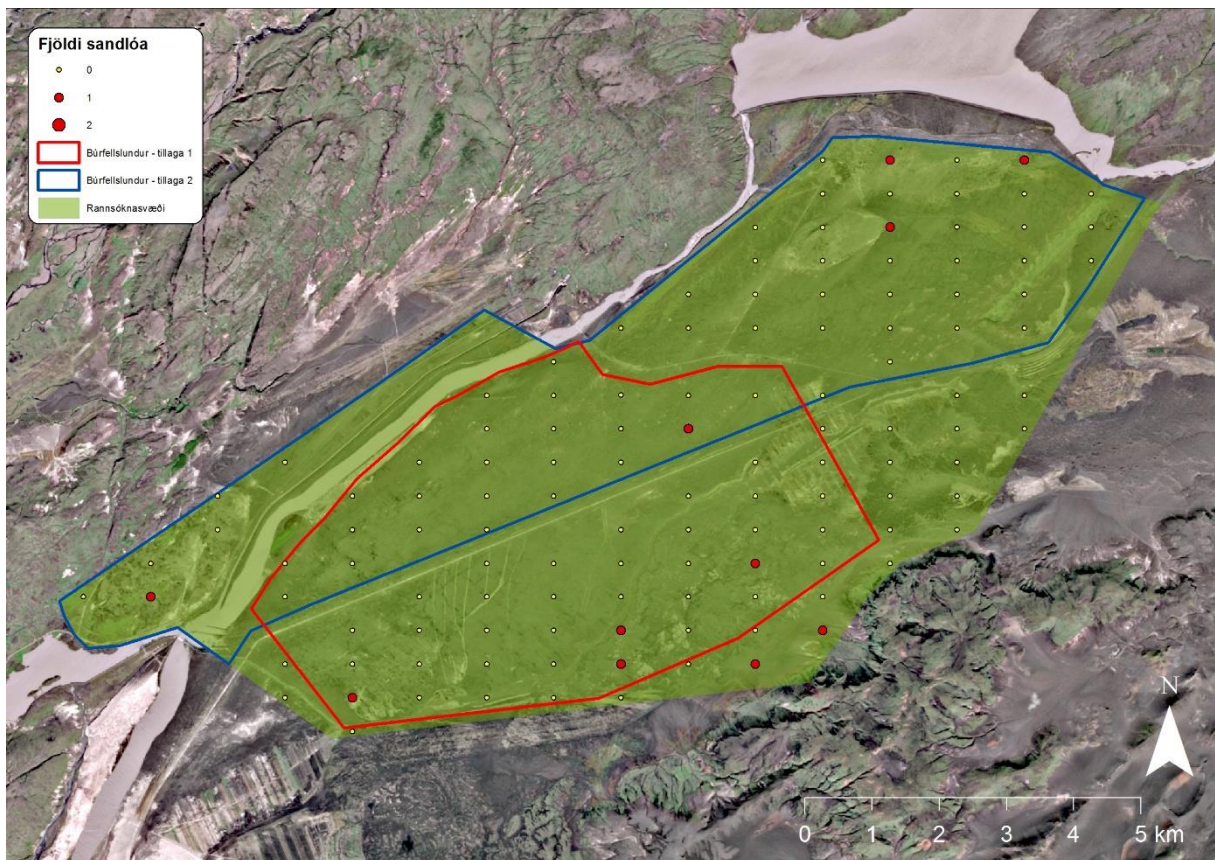 Fjöldi sandlóa
0
1
2
Búrfellslundur - tillaga 1
Búrfellslundur - tillaga 2
Rannsóknasvæði
N
0 1 2 3 4 5 km